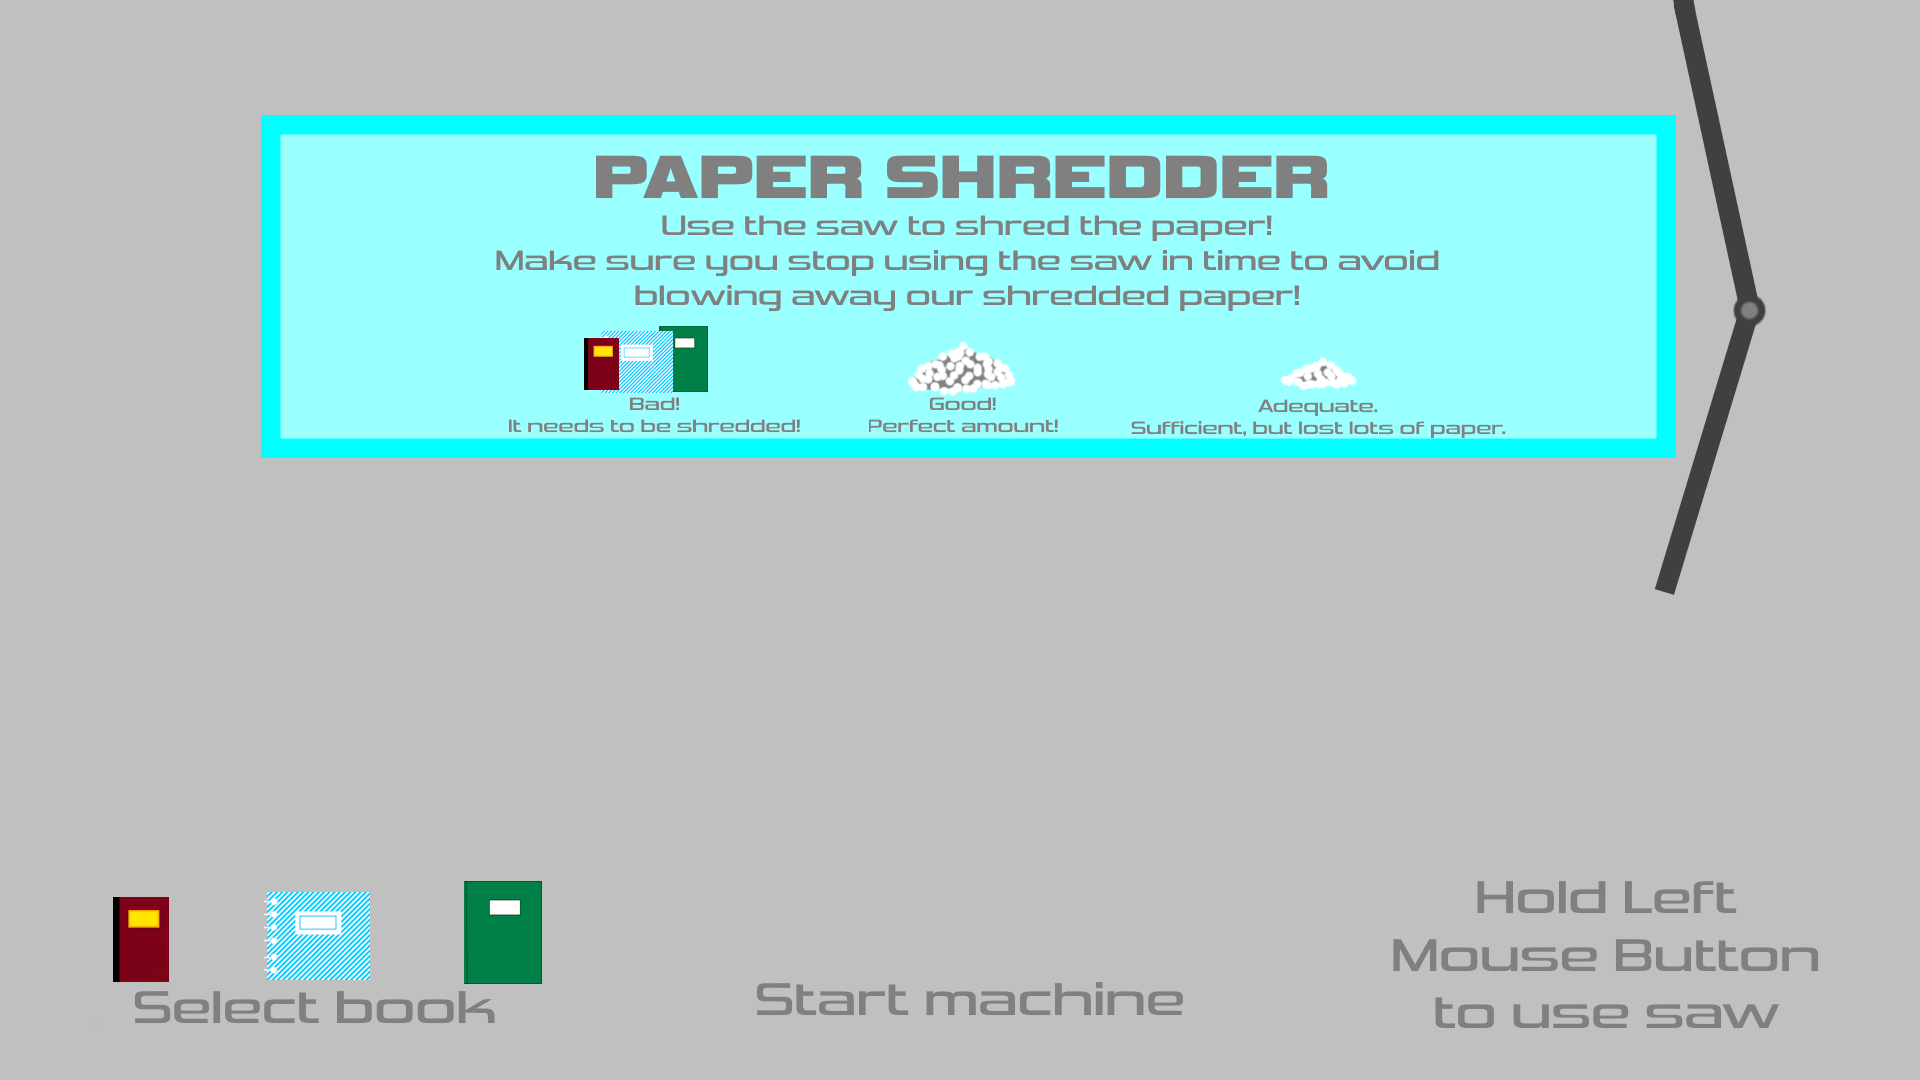 PAPER SHREDDER
Use the saw to shred the paper!
Make sure you stop using the saw in time to avoid
blowing away our shredded paper!
Bad!
It needs to be shredded!
Good!
Perfect amount!
Adequate.
Sufficient, but lost lots of paper.
Select book
Start machine
Hold Left
Mouse Button
to use saw